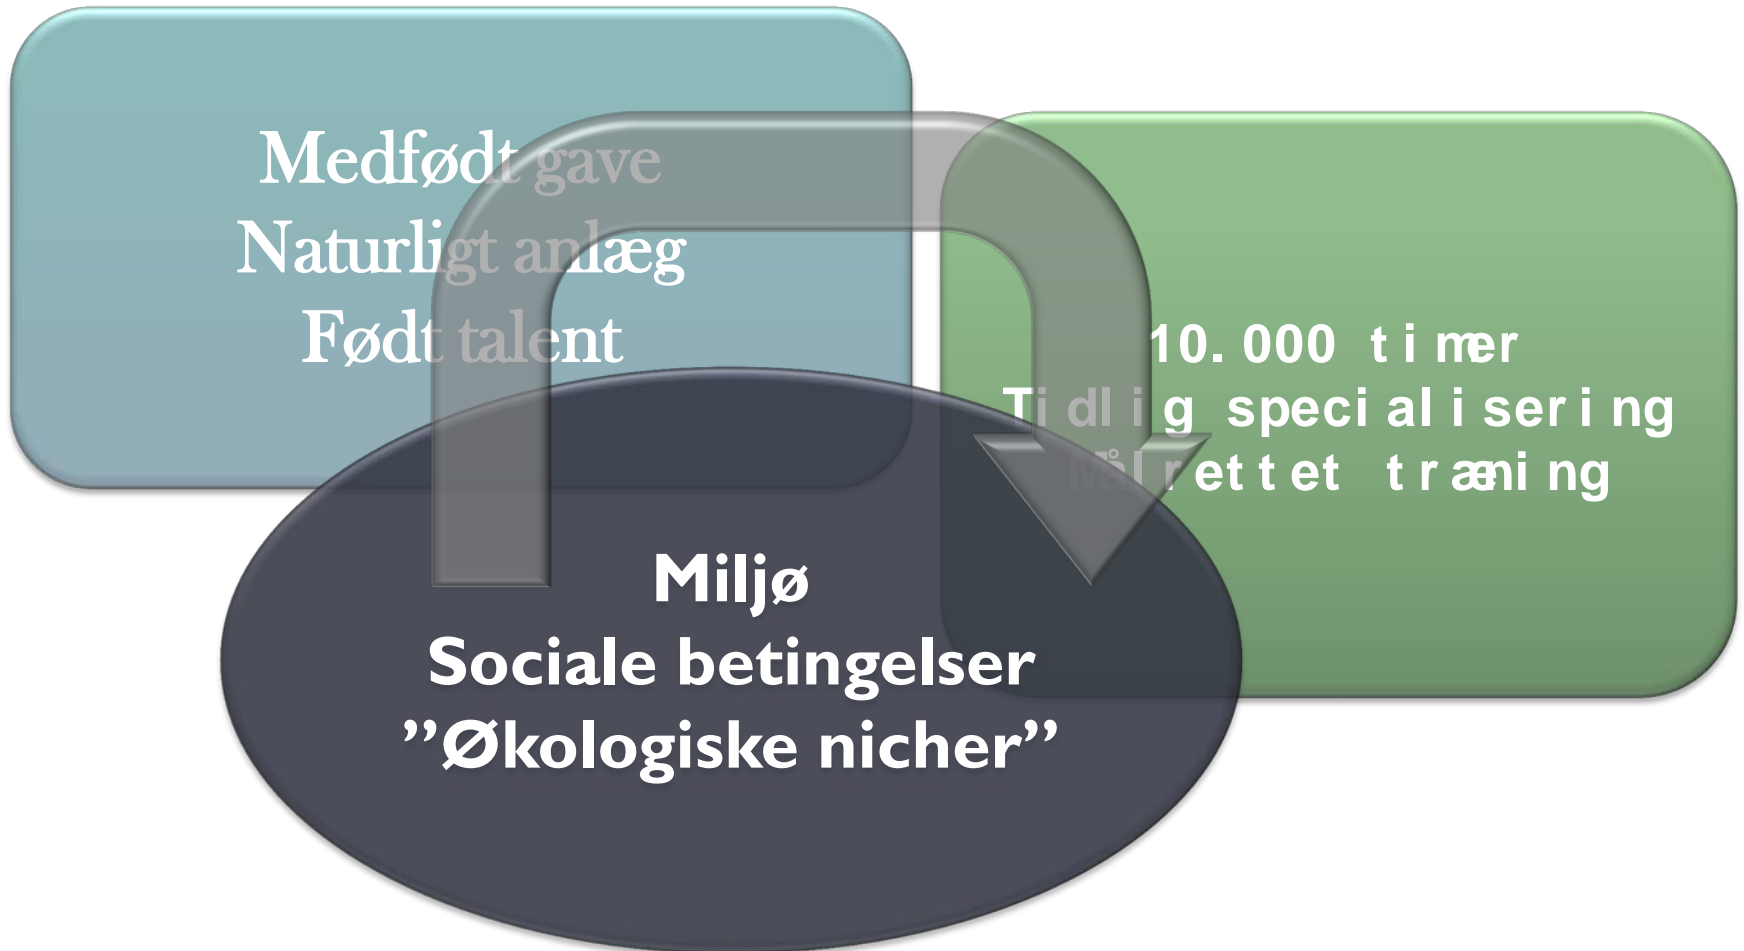 Medfødt gave
Naturligt anlæg
Født talent
10.000 timer
Tidlig specialisering
Målrettet træning
Miljø
Sociale betingelser
”Økologiske nicher”